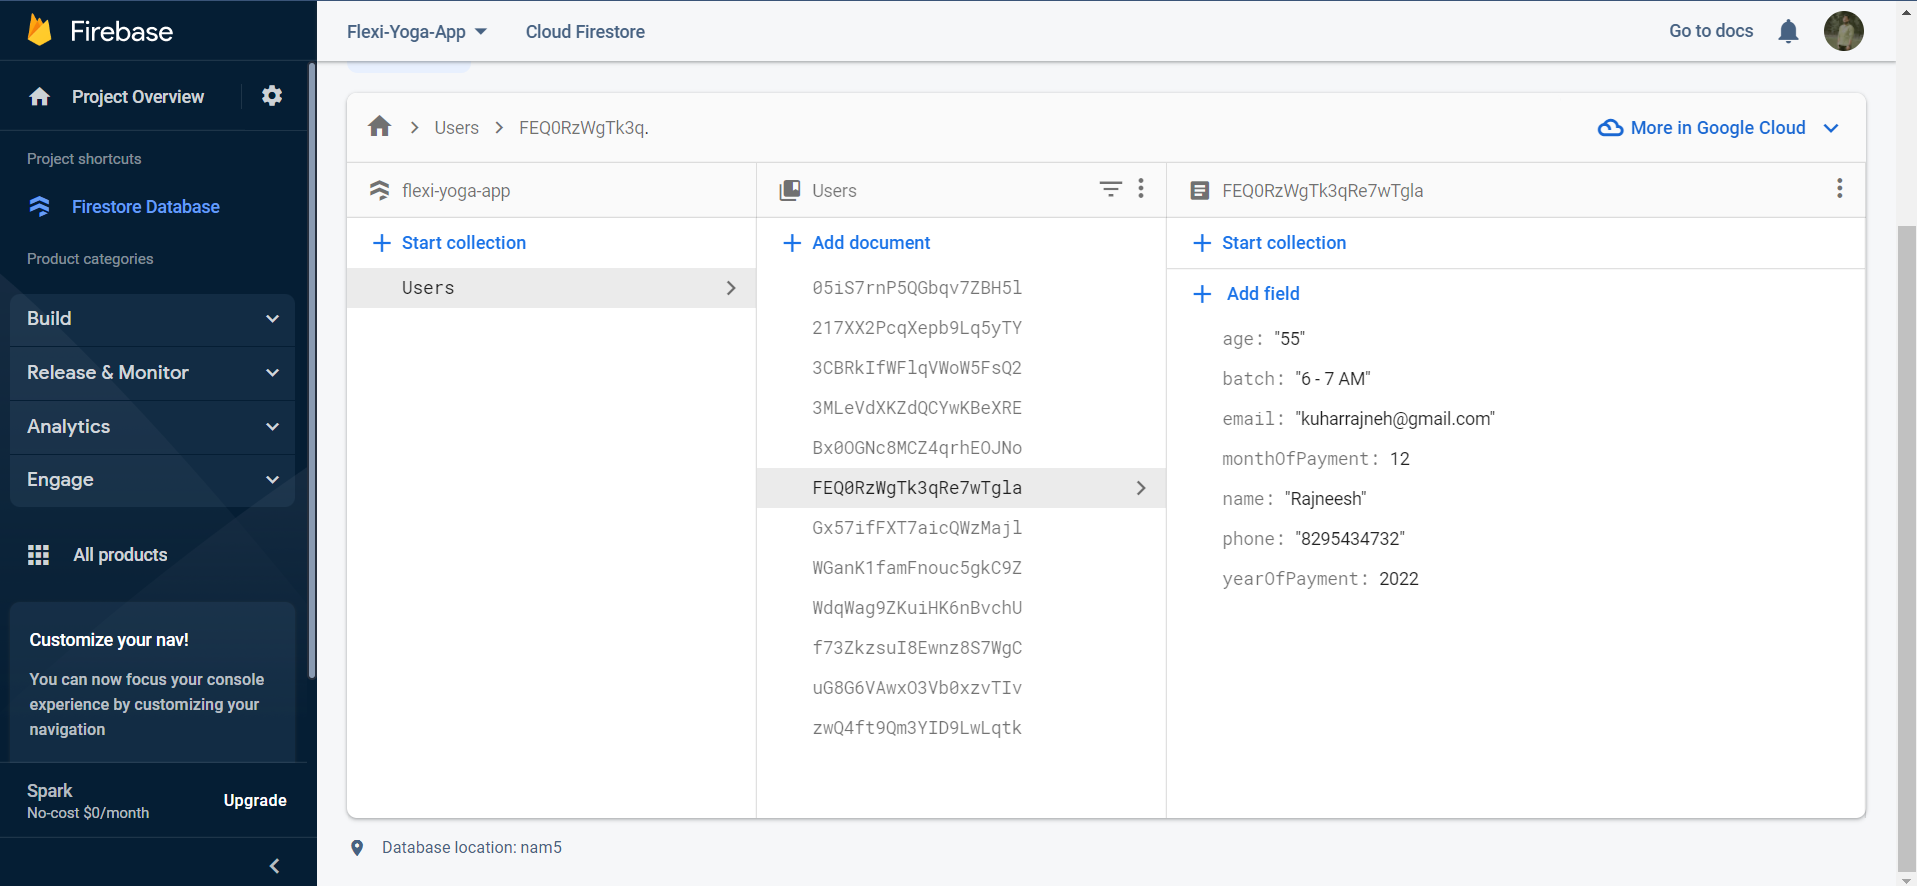 Firebase
Project Overview
Project shortcuts
Firestore Database
Product categories
Build
Release & Monitor
Analytics
Engage
All products
Customize your nav!
You can now focus your console
experience by customizing your
navigation
Spark
No-cost $0/month
Upgrade
Flexi-Yoga-App
Cloud Firestore
Go to docs
Users
FEQ0RzWgTk3q.
More in Google Cloud
flexi-yoga-app
Start collection
Users
Users
Add document
05iS7rnP5QGbqv7ZBH5l
217XX2PcqXepb9Lq5yTY
3CBRkIfWFlqVWoW5FsQ2
3MLeVdXKZdQCYwKBeXRE
Bx0OGNc8MCZ4qrhEOJNo
FEQ0RzWgTk3qRe7wTgla
Gx57ifFXT7aicQWzMajl
WGanK1famFnouc5gkC9Z
WdqWag9ZKuiHK6nBvchU
f73ZkzsuI8Ewnz8S7WgC
uG8G6VAwxO3Vb0xzvTIv
zwQ4ft9Qm3YID9LwLqtk
FEQ0RzWgTk3qRe7wTgla
Start collection
Add field
age: "55"
batch: "6 - 7 AM"
email: "kuharrajneh@gmail.com"
monthOfPayment: 12
name: "Rajneesh"
phone: "8295434732"
yearOfPayment: 2022
Database location: nam5